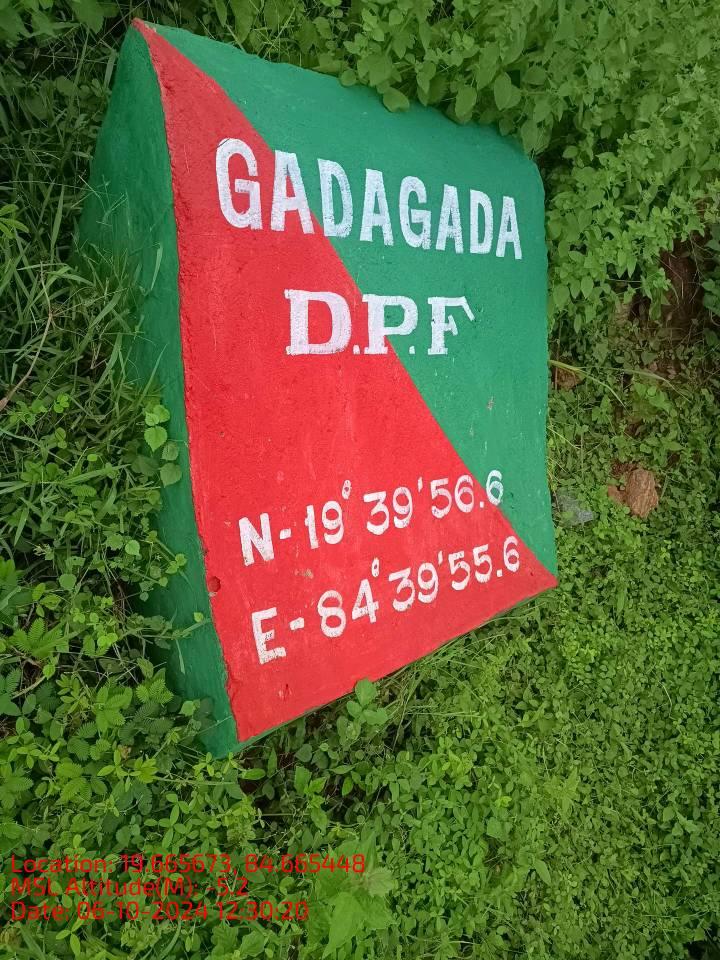 GADAGADA
D.P.F
N-19° 39' 56.6
E-84° 39' 55.6
Location: 19.665673, 84.665448
MSL Altitude(M): -5.2
Date: 06-10-2024 12:30:20